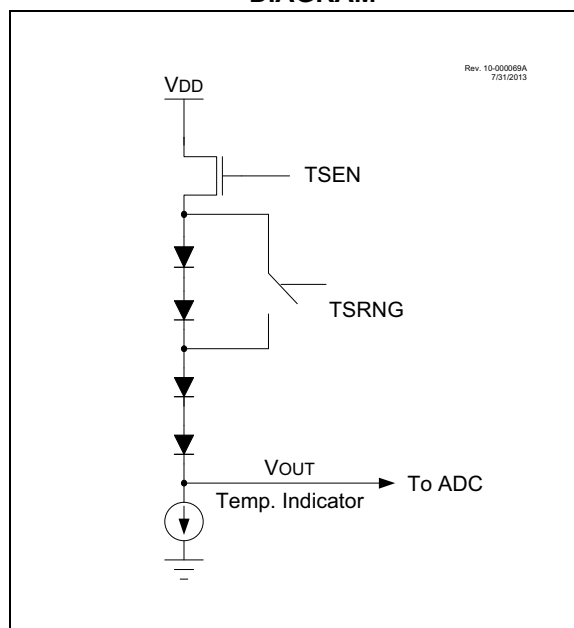 DIAGRAM
Rev. 10-000069A
7/31/2013
VDD
TSEN
TSRNG
VOUT
To ADC
Temp. Indicator